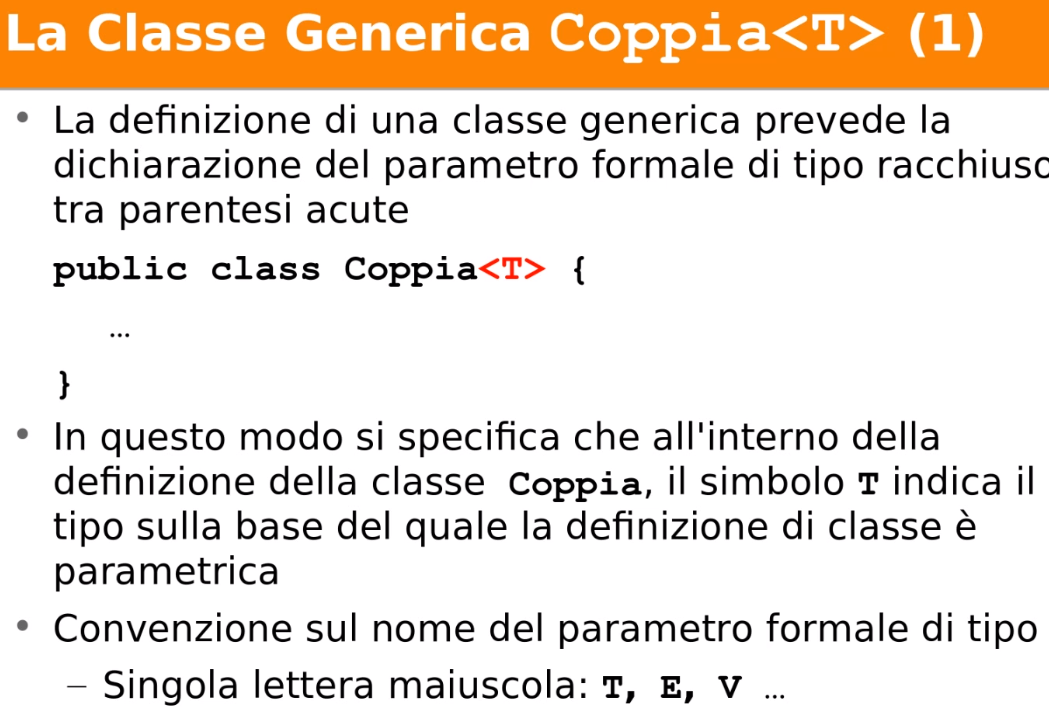 La Classe Generica Coppia<T> (1)
• La definizione di una classe generica prevede la
dichiarazione del parametro formale di tipo racchiuso
tra parentesi acute
public class Coppia<T> {
…
}
• In questo modo si specifica che all'interno della
definizione della classe Coppia, il simbolo T indica il
tipo sulla base del quale la definizione di classe è
parametrica
• Convenzione sul nome del parametro formale di tipo
– Singola lettera maiuscola: T, E, V …